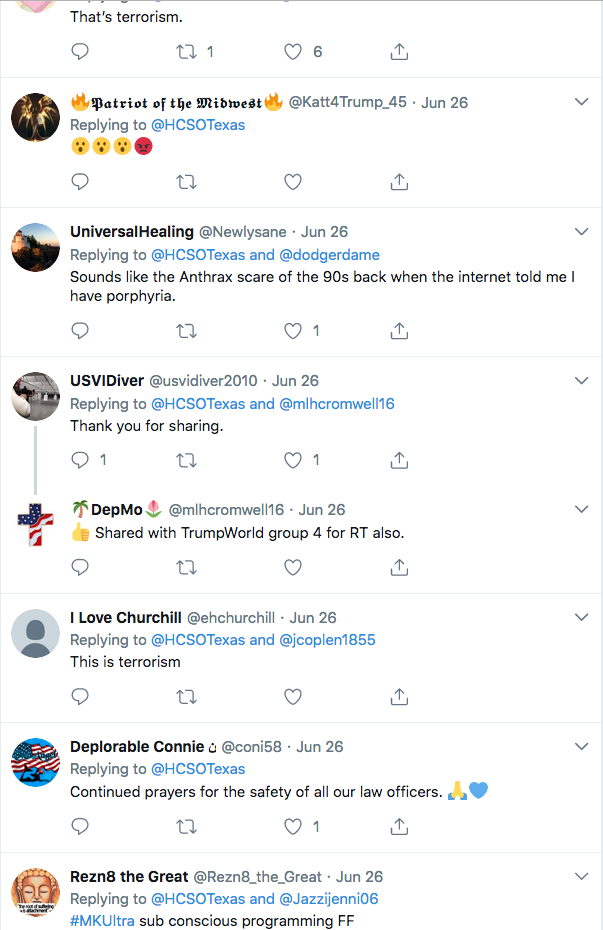 That's terrorism.
1 6
🔥𝕻𝖆𝖙𝖗𝖎𝖔𝖙 𝖔𝖋 𝖙𝖍𝖊 𝕸𝖎𝖉𝖜𝖊𝖘𝖙🔥 @Katt4Trump_45 · Jun 26
Replying to @HCSOTexas
😮😮😮😡
UniversalHealing @Newlysane · Jun 26
Replying to @HCSOTexas and @dodgerdame
Sounds like the Anthrax scare of the 90s back when the internet told me I
have porphyria.
1
USVIDiver @usvidiver2010 · Jun 26
Replying to @HCSOTexas and @mlhcromwell16
Thank you for sharing.
1 1
🌴DepMo🌷 @mlhcromwell16 · Jun 26
👍 Shared with TrumpWorld group 4 for RT also.
I Love Churchill @ehchurchill · Jun 26
Replying to @HCSOTexas and @jcoplen1855
This is terrorism
Deplorable Connie ن @coni58 · Jun 26
Replying to @HCSOTexas
Continued prayers for the safety of all our law officers. 🙏💙
1
Rezn8 the Great @Rezn8_the_Great · Jun 26
Replying to @HCSOTexas and @Jazzijenni06
The root of suffering
is attachment
#MKUltra sub conscious programming FF